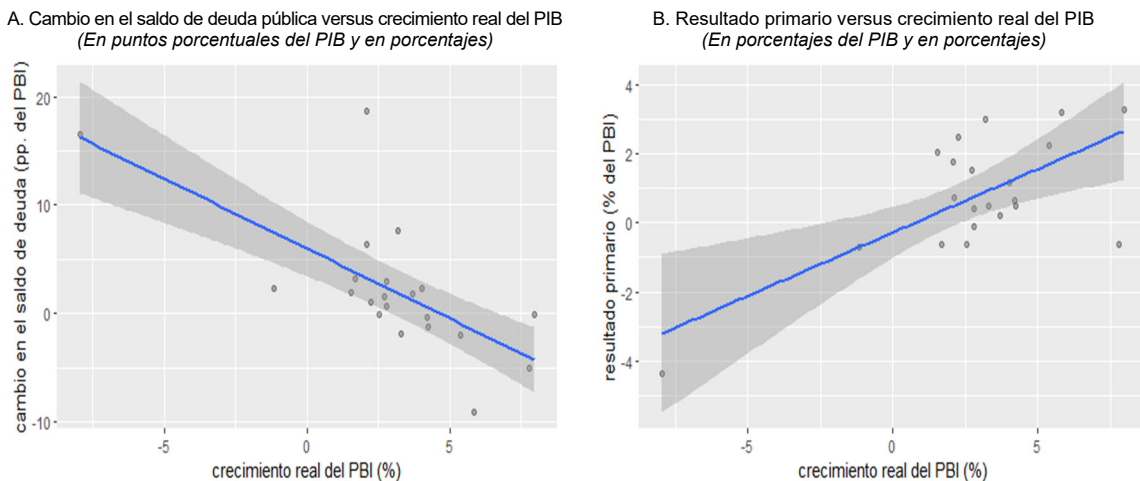 A. Cambio en el saldo de deuda pública versus crecimiento real del PIB
(En puntos porcentuales del PIB y en porcentajes)
cambio en el saldo de deuda (pp. del PBI)
20
10
0
-10
-5
0
5
crecimiento real del PBI (%)
B. Resultado primario versus crecimiento real del PIB
(En porcentajes del PIB y en porcentajes)
resultado primario (% del PBI)
4
2
0
-2
-4
-5
0
5
crecimiento real del PBI (%)